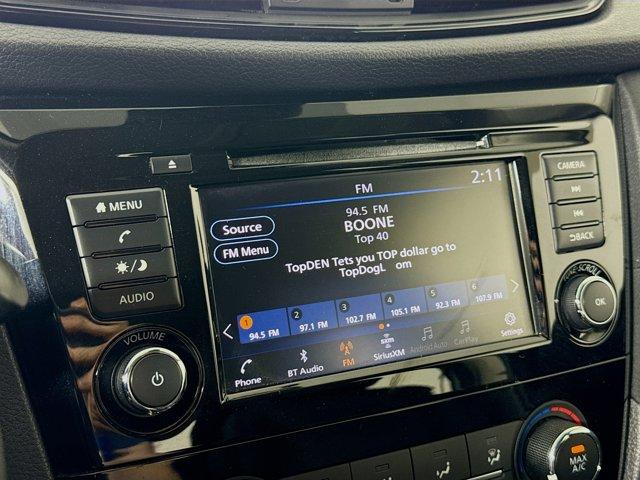 FM 2:11
94.5 FM
BOONE
Top 40
Source
FM Menu
TopDEN Tets you TOP dollar go to
TopDogL om
1 2 3 4 5 6
94.5 FM 97.1 FM 102.7 FM 105.1 FM 92.3 FM 107.9 FM
Phone BT Audio FM sxm SiriusXM Android Auto CarPlay Settings
MENU
AUDIO
VOLUME
CAMERA
BACK
TUNE·SCROLL
OK
MAX
A/C